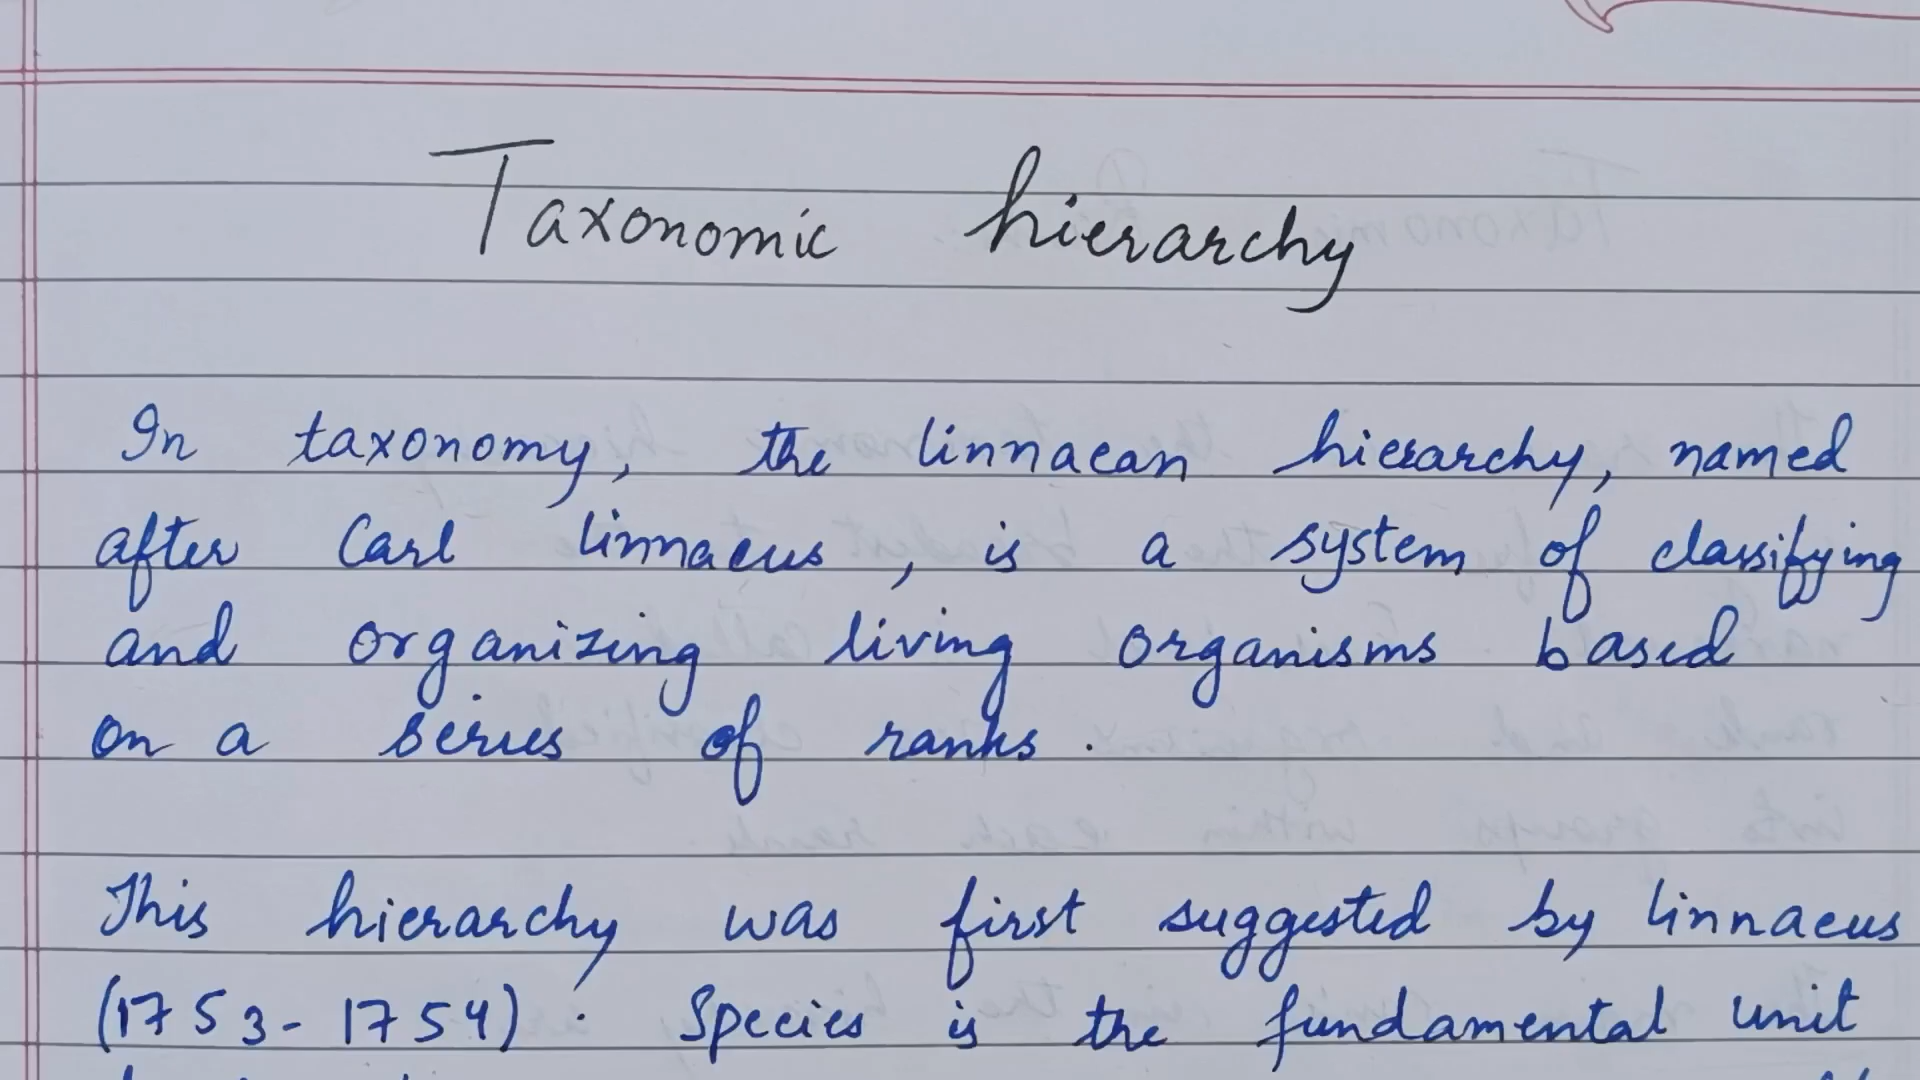 Taxonomic hierarchy
In taxonomy, the linnaean hierarchy, named
after Carl linnaeus, is a system of classifying
and organizing living organisms based
on a series of ranks.
This hierarchy was first suggested by linnaeus
(1753-1754). Species is the fundamental unit